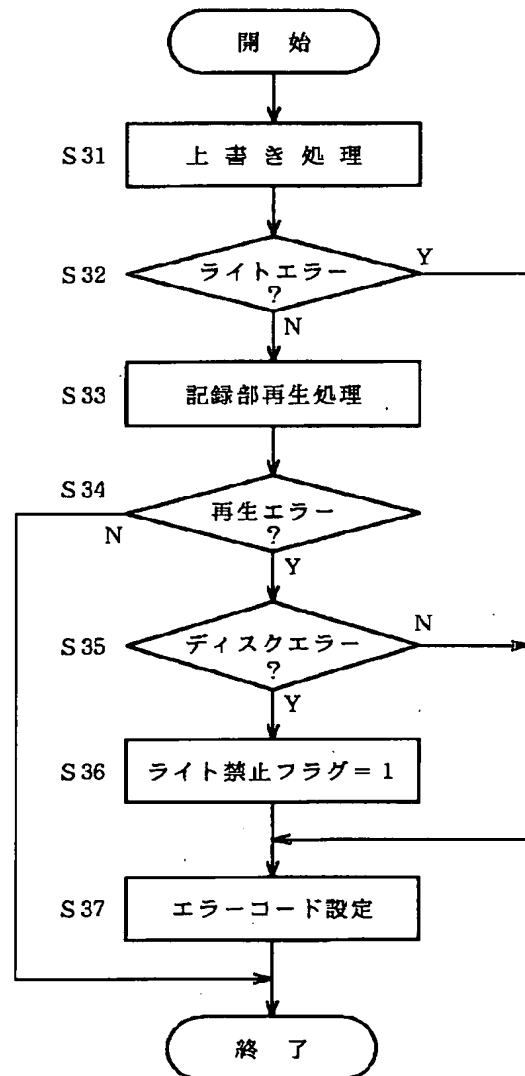 開 始
S31
上 書 き 処 理
S32
ライトエラー
?
Y
N
S33
記録部再生処理
S34
再生エラー
?
N
Y
S35
ディスクエラー
?
N
Y
S36
ライト禁止フラグ=1
S37
エラーコード設定
終 了